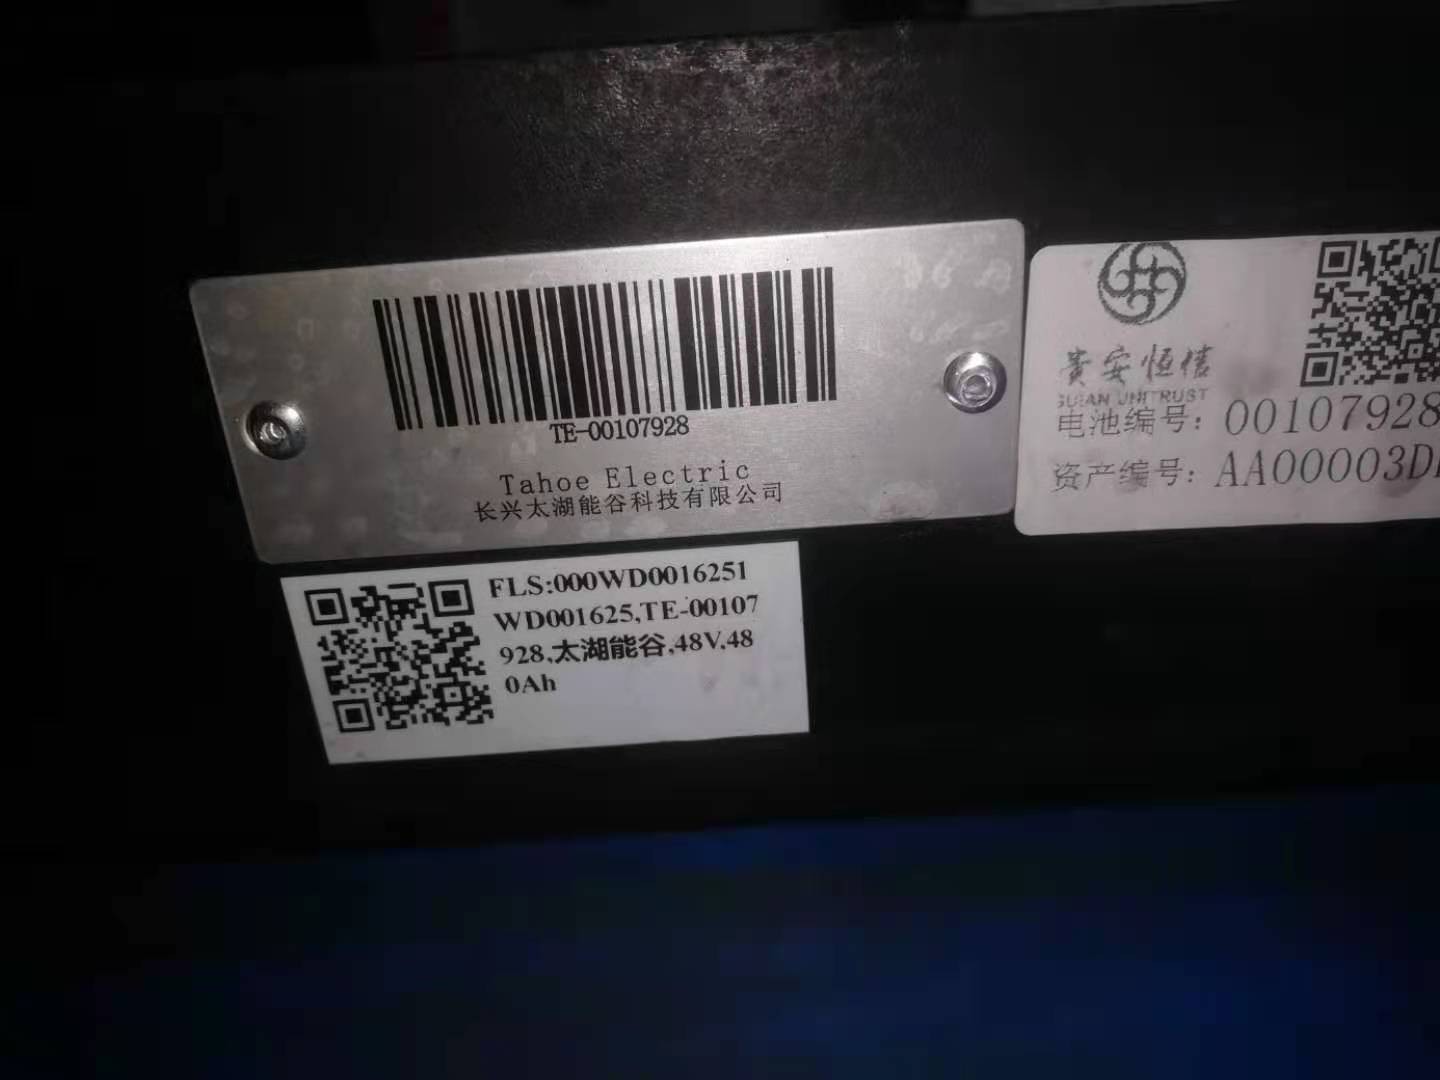 TE-00107928
Tahoe Electric
长兴太湖能谷科技有限公司
贵安恒信
GUIAN UNITRUST
电池编号：00107928
资产编号：AA00003D
FLS:000WD0016251
WD001625,TE-00107
928,太湖能谷,48V,48
0Ah